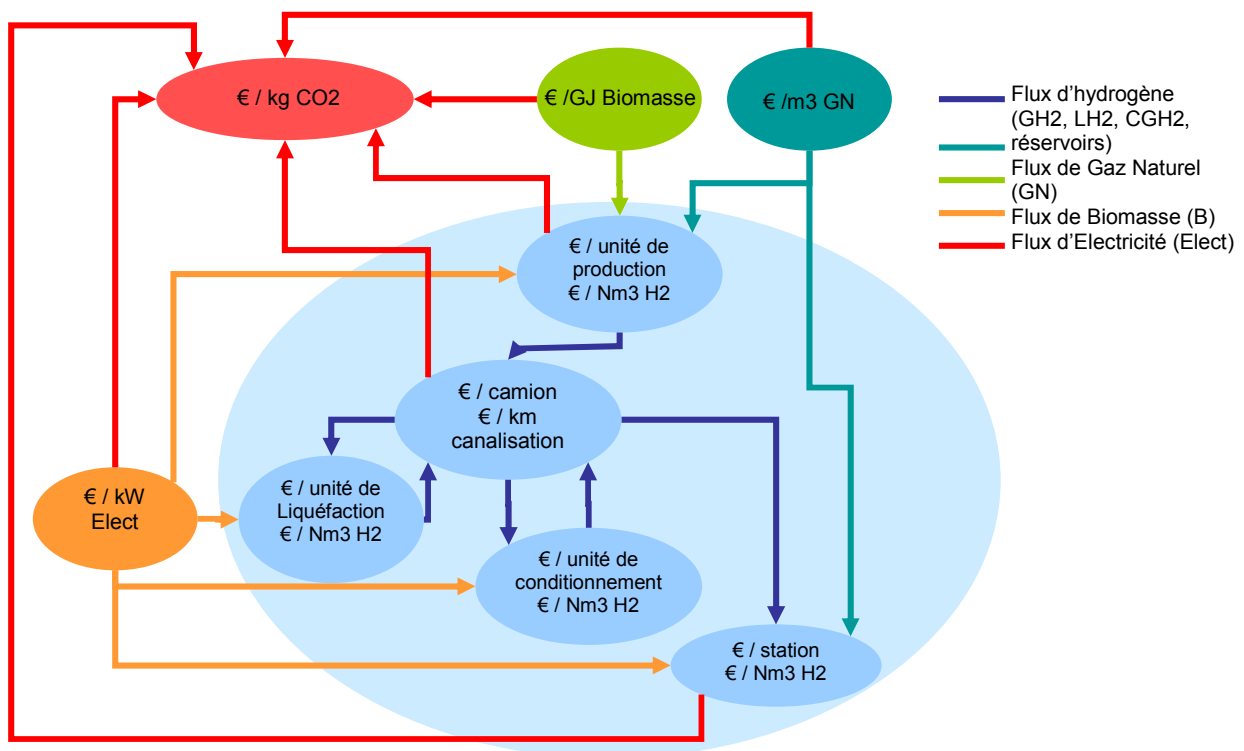 € / kg CO2
€ /GJ Biomasse
€ /m3 GN
Flux d'hydrogène
(GH2, LH2, CGH2,
réservoirs)
Flux de Gaz Naturel
(GN)
Flux de Biomasse (B)
Flux d'Electricité (Elect)
€ / unité de
production
€ / Nm3 H2
€ / camion
€ / km
canalisation
€ / kW
Elect
€ / unité de
Liquéfaction
€ / Nm3 H2
€ / unité de
conditionnement
€ / Nm3 H2
€ / station
€ / Nm3 H2